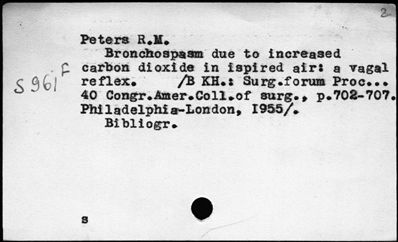 2
Peters R.M.
Bronchospasm due to increased
carbon dioxide in ispired air: a vagal
reflex. /В КН.: Surg.forum Proc...
40 Congr.Amer.Coll.of surg., p.702-707.
Philadelphia-London, 1955/.
Bibliogr.
S 961 F
s